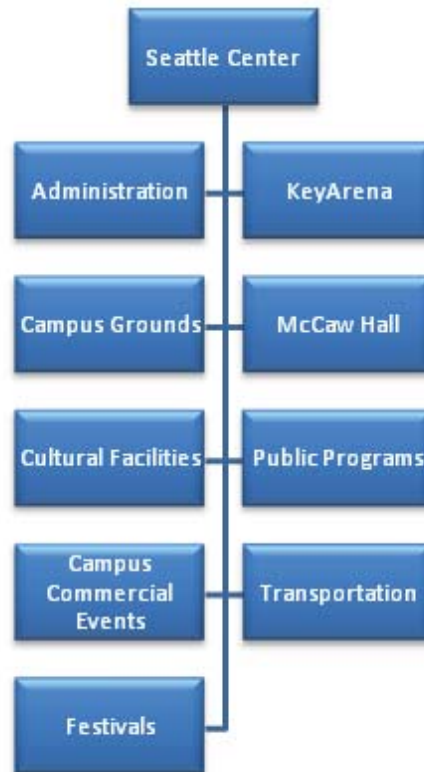 Seattle Center
Administration
KeyArena
Campus Grounds
McCaw Hall
Cultural Facilities
Public Programs
Campus
Commercial
Events
Transportation
Festivals